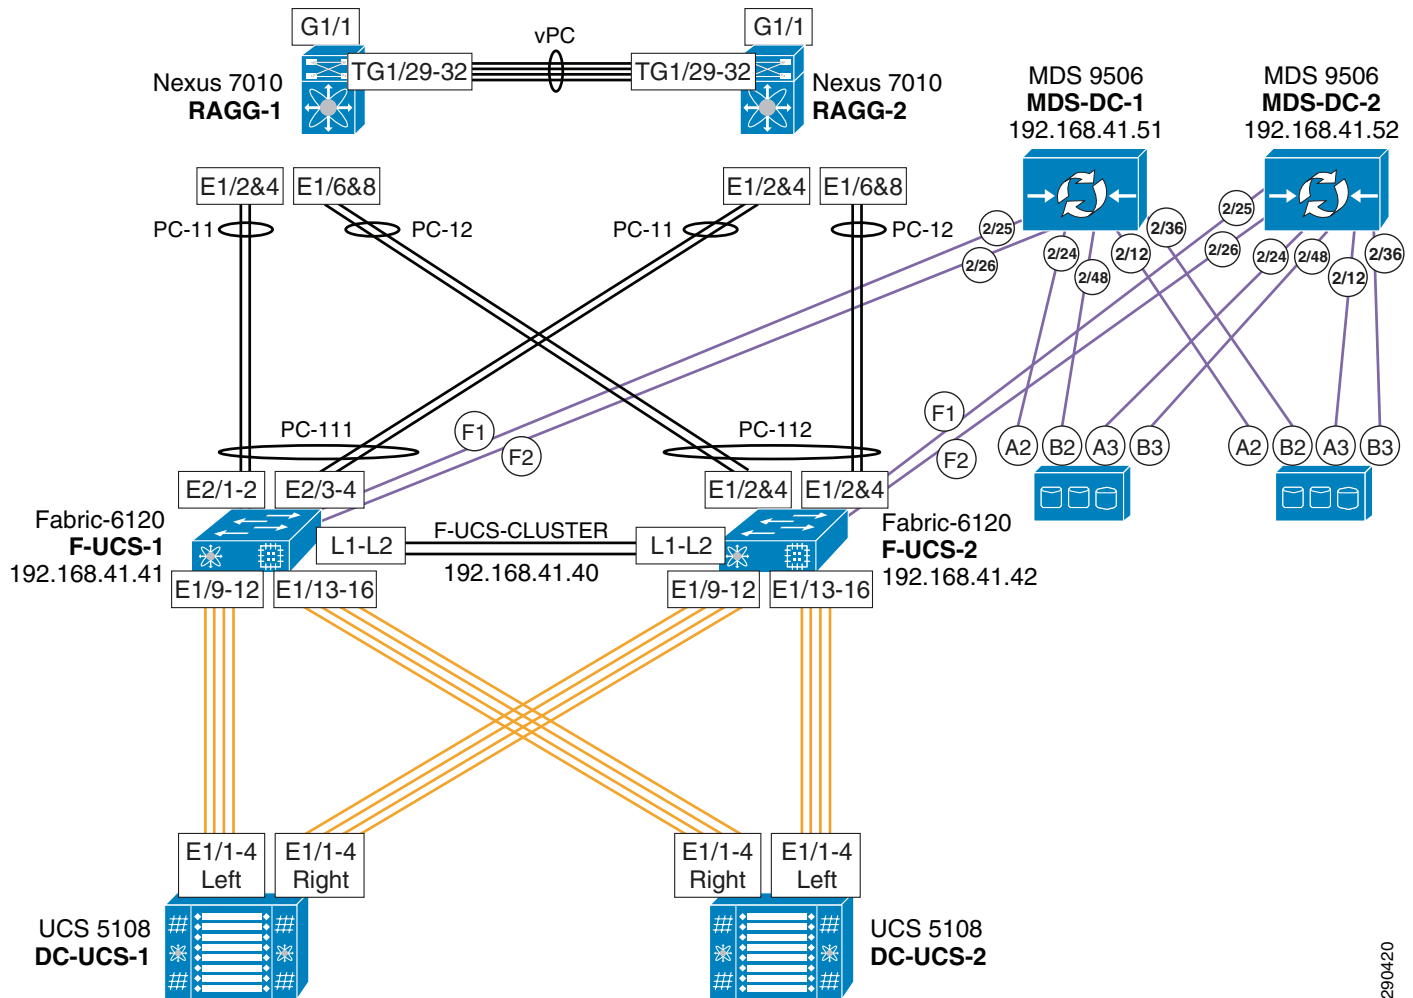 G1/1
G1/1
vPC
TG1/29-32
TG1/29-32
Nexus 7010
RAGG-1
Nexus 7010
RAGG-2
MDS 9506
MDS-DC-1
192.168.41.51
MDS 9506
MDS-DC-2
192.168.41.52
E1/2&4
E1/6&8
E1/2&4
E1/6&8
PC-11
PC-12
PC-11
PC-12
2/25
2/26
2/24
2/48
2/12
2/36
2/25
2/26
2/24
2/48
2/12
2/36
PC-111
PC-112
F1
F2
F1
F2
A2
B2
A3
B3
A2
B2
A3
B3
E2/1-2
E2/3-4
E1/2&4
E1/2&4
Fabric-6120
F-UCS-1
192.168.41.41
L1-L2
F-UCS-CLUSTER
192.168.41.40
L1-L2
Fabric-6120
F-UCS-2
192.168.41.42
E1/9-12
E1/13-16
E1/9-12
E1/13-16
E1/1-4
Left
E1/1-4
Right
E1/1-4
Right
E1/1-4
Left
UCS 5108
DC-UCS-1
UCS 5108
DC-UCS-2
290420